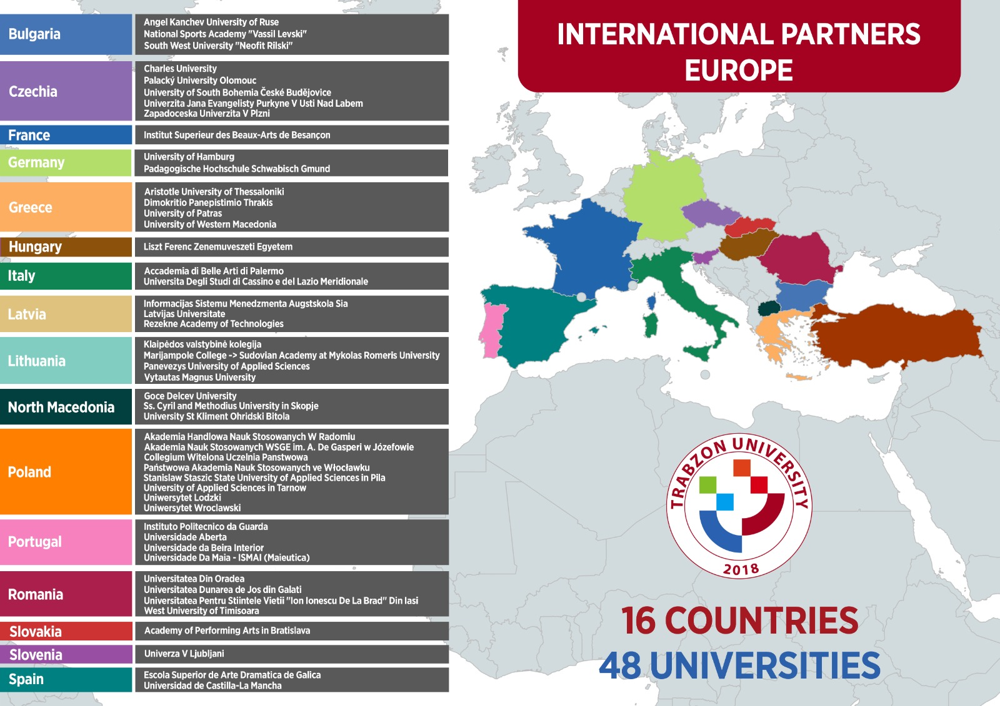 INTERNATIONAL PARTNERS
EUROPE
Bulgaria
Angel Kanchev University of Ruse
National Sports Academy "Vassil Levski"
South West University "Neofit Rilski"
Czechia
Charles University
Palacký University Olomouc
University of South Bohemia České Budějovice
Univerzita Jana Evangelisty Purkyne V Usti Nad Labem
Zapadoceska Univerzita V Plzni
France
Institut Superieur des Beaux-Arts de Besançon
Germany
University of Hamburg
Padagogische Hochschule Schwabisch Gmund
Greece
Aristotle University of Thessaloniki
Dimokritio Panepistimio Thrakis
University of Patras
University of Western Macedonia
Hungary
Liszt Ferenc Zenemuveszeti Egyetem
Italy
Accademia di Belle Arti di Palermo
Universita Degli Studi di Cassino e del Lazio Meridionale
Latvia
Informacijas Sistemu Menedzmenta Augstskola Sia
Latvijas Universitate
Rezekne Academy of Technologies
Lithuania
Klaipėdos valstybinė kolegija
Marijampole College -> Sudovian Academy at Mykolas Romeris University
Panevezys University of Applied Sciences
Vytautas Magnus University
North Macedonia
Goce Delcev University
Ss. Cyril and Methodius University in Skopje
University St Kliment Ohridski Bitola
Poland
Akademia Handlowa Nauk Stosowanych W Radomiu
Akademia Nauk Stosowanych WSGE im. A. De Gasperi w Józefowie
Collegium Witelona Uczelnia Panstwowa
Państwowa Akademia Nauk Stosowanych ve Włocławku
Stanislaw Staszic State University of Applied Sciences in Pila
University of Applied Sciences in Tarnow
Uniwersytet Lodzki
Uniwersytet Wroclawski
Portugal
Instituto Politecnico da Guarda
Universidade Aberta
Universidade da Beira Interior
Universidade Da Maia - ISMAI (Maieutica)
Romania
Universitatea Din Oradea
Universitatea Dunarea de Jos din Galati
Universitatea Pentru Stiintele Vietii "Ion Ionescu De La Brad" Din Iasi
West University of Timisoara
Slovakia
Academy of Performing Arts in Bratislava
Slovenia
Univerza V Ljubljani
Spain
Escola Superior de Arte Dramatica de Galica
Universidad de Castilla-La Mancha
TRABZON UNIVERSITY
2018
16 COUNTRIES
48 UNIVERSITIES